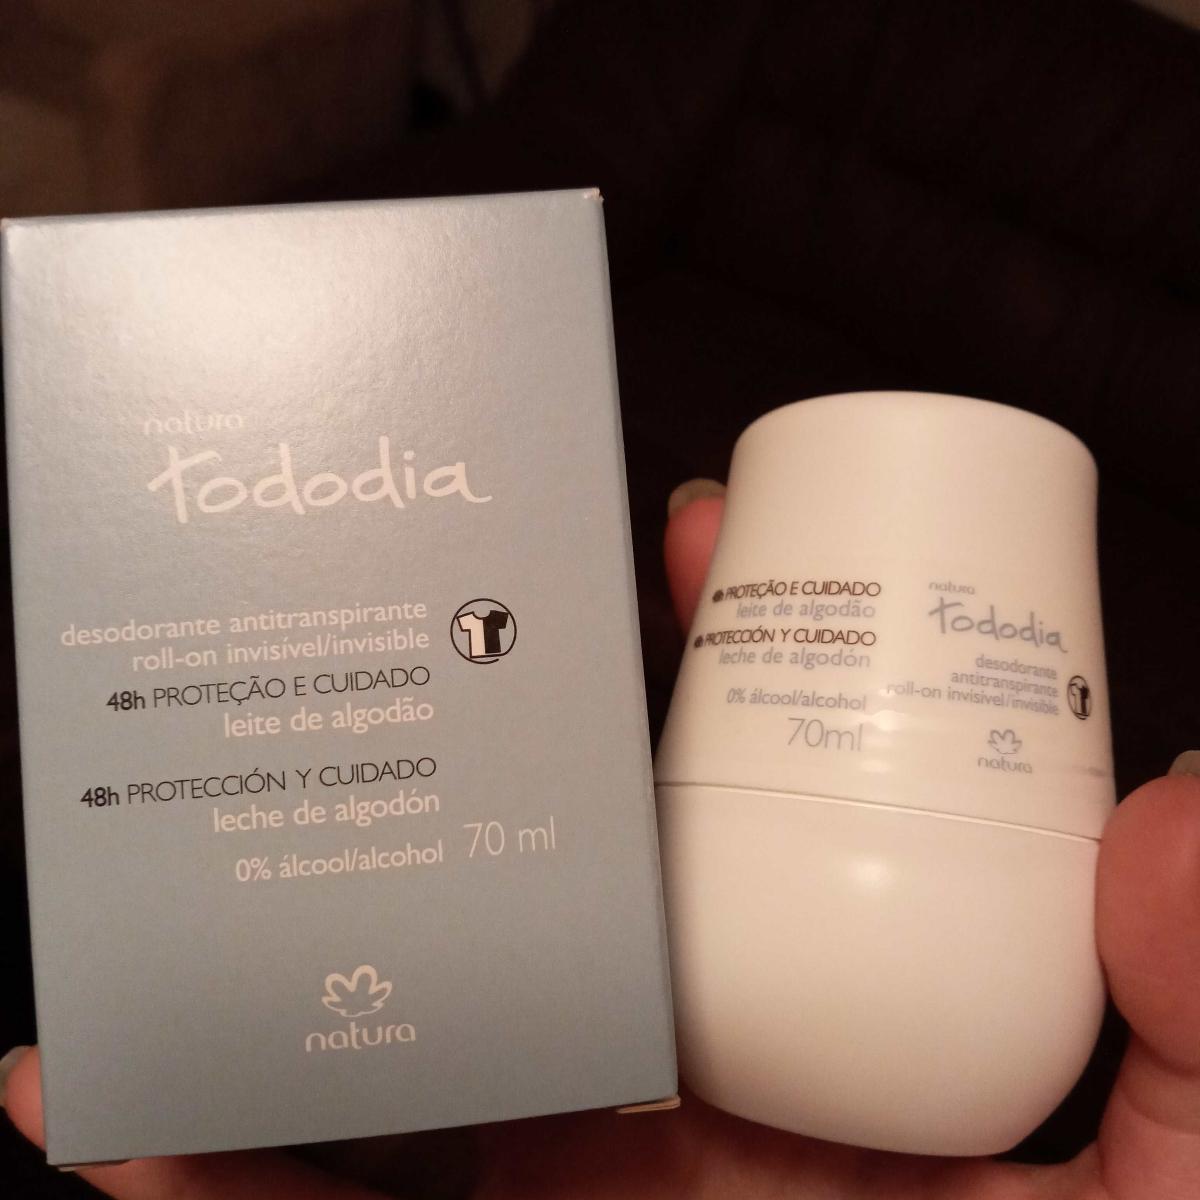 natura
Tododia
desodorante antitranspirante
roll-on invisível/invisible
48h PROTEÇÃO E CUIDADO
leite de algodão
48h PROTECCIÓN Y CUIDADO
leche de algodón
0% álcool/alcohol 70 ml
natura
48h PROTEÇÃO E CUIDADO
leite de algodão
48h PROTECCIÓN Y CUIDADO
leche de algodón
0% álcool/alcohol
70ml
natura
Tododia
desodorante
antitranspirante
roll-on invisível/invisible
natura